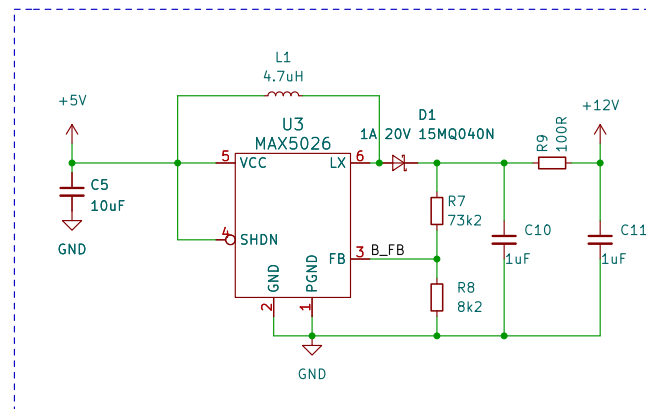 L1
4.7uH
+5V
U3
MAX5026
D1
1A 20V 15MQ040N
R9
100R
+12V
5
VCC
LX
6
C5
10uF
GND
R7
73k2
C10
1uF
C11
1uF
4
SHDN
FB
3
B_FB
R8
8k2
GND
PGND
2
1
GND